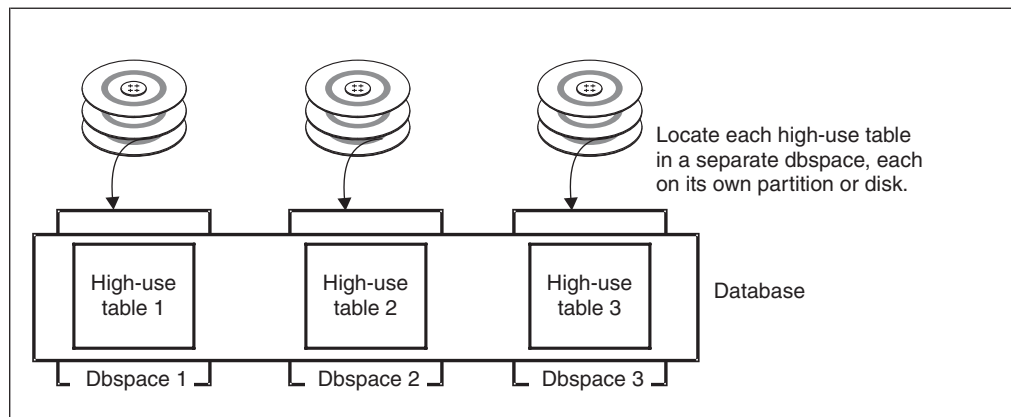 Locate each high-use table
in a separate dbspace, each
on its own partition or disk.
High-use
table 1
High-use
table 2
High-use
table 3
Database
Dbspace 1
Dbspace 2
Dbspace 3